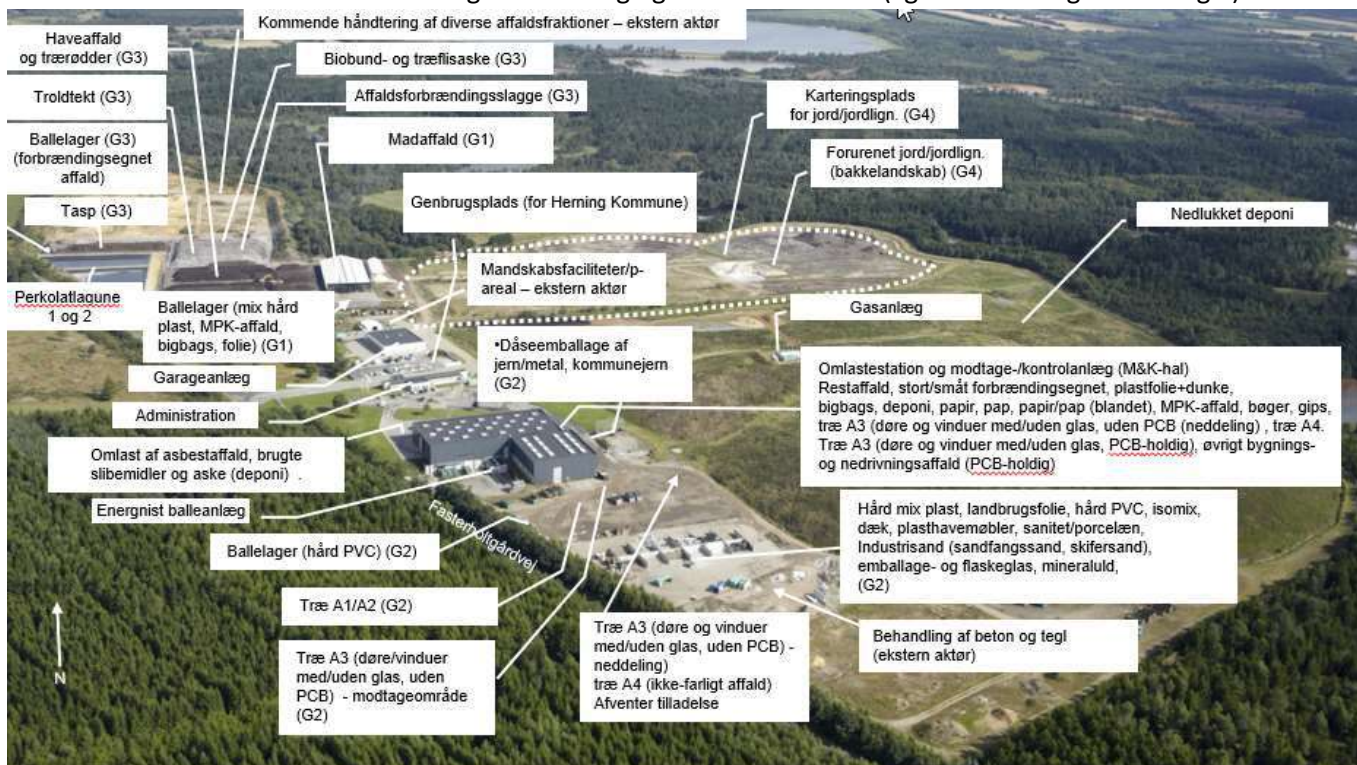 Kommende håndtering af diverse affaldsfraktioner – ekstern aktør
Haveaffald
og trærødder (G3)
Biobund- og træflisaske (G3)
Troldtekt (G3)
Affaldsforbrændingsslagge (G3)
Karteringsplads
for jord/jordlign. (G4)
Ballelager (G3)
(forbrændingsegnet
affald)
Madaffald (G1)
Forurenet jord/jordlign.
(bakkelandskab) (G4)
Tasp (G3)
Genbrugsplads (for Herning Kommune)
Nedlukket deponi
Mandskabsfaciliteter/p-
areal – ekstern aktør
Perkolatlagune
1 og 2
Ballelager (mix hård
plast, MPK-affald,
bigbags, folie) (G1)
Gasanlæg
•Dåseemballage af
jern/metal, kommunejern
(G2)
Garageanlæg
Administration
Omlastestation og modtage-/kontrolanlæg (M&K-hal)
Restaffald, stort/småt forbrændingsegnet, plastfolie+dunke,
bigbags, deponi, papir, pap, papir/pap (blandet), MPK-affald, bøger, gips,
træ A3 (døre og vinduer med/uden glas, uden PCB (neddeling) , træ A4.
Træ A3 (døre og vinduer med/uden glas, PCB-holdig), øvrigt bygnings-
og nedrivningsaffald (PCB-holdig)
Omlast af asbestaffald, brugte
slibemidler og aske (deponi) .
Energnist balleanlæg
Fasterholtgårdvej
Hård mix plast, landbrugsfolie, hård PVC, isomix,
dæk, plasthavemøbler, sanitet/porcelæn,
Industrisand (sandfangssand, skifersand),
emballage- og flaskeglas, mineraluld,
(G2)
Ballelager (hård PVC) (G2)
Træ A1/A2 (G2)
Træ A3 (døre og vinduer
med/uden glas, uden PCB) -
neddeling)
træ A4 (ikke-farligt affald)
Afventer tilladelse
Behandling af beton og tegl
(ekstern aktør)
Træ A3 (døre/vinduer
med/uden glas, uden
PCB) - modtageområde
(G2)
N